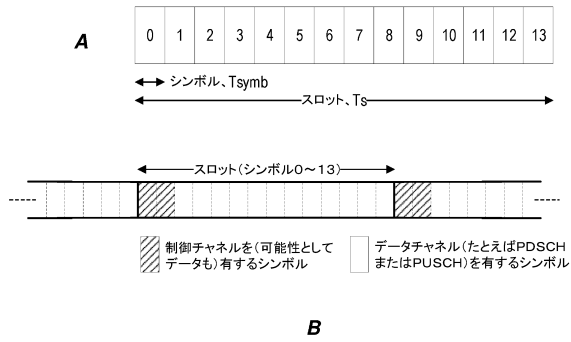 A
0 1 2 3 4 5 6 7 8 9 10 11 12 13
シンボル、Tsymb
スロット、Ts
スロット(シンボル0～13)
制御チャネルを(可能性として
データも)有するシンボル
データチャネル(たとえばPDSCH
またはPUSCH)を有するシンボル
B